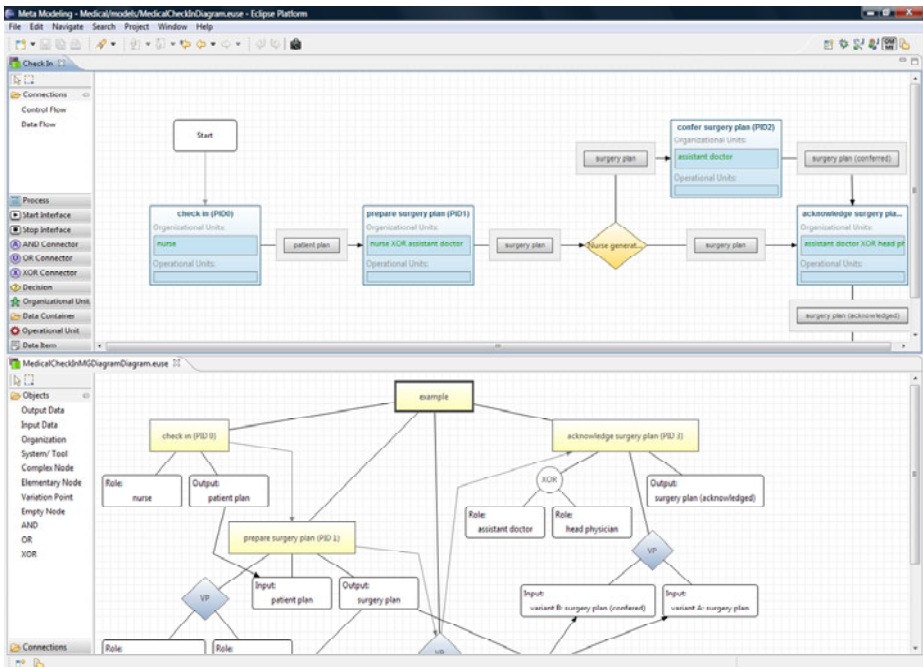 Meta Modeling - Medical/models/MedicalCheckInDiagram.euse - Eclipse Platform
File Edit Navigate Search Project Window Help
Check In
Connections
Control Flow
Data Flow
Process
Start Interface
Stop Interface
AND Connector
OR Connector
XOR Connector
Decision
Organizational Unit
Data Container
Operational Unit
Data Item
Start
check in (PID0)
Organizational Units:
nurse
Operational Units:
patient plan
prepare surgery plan (PID1)
Organizational Units:
nurse XOR assistant doctor
Operational Units:
surgery plan
Nurse generat...
surgery plan
confer surgery plan (PID2)
Organizational Units:
assistant doctor
Operational Units:
surgery plan (conferred)
surgery plan
acknowledge surgery pla...
Organizational Units:
assistant doctor XOR head ph
Operational Units:
surgery plan (acknowledged)
MedicalCheckInMGDiagramDiagram.euse
Objects
Output Data
Input Data
Organization
System/ Tool
Complex Node
Elementary Node
Variation Point
Empty Node
AND
OR
XOR
Connections
example
check in (PID 0)
acknowledge surgery plan (PID 3)
Role:
nurse
Output:
patient plan
XOR
Output:
surgery plan (acknowledged)
Role:
assistant doctor
Role:
head physician
prepare surgery plan (PID 1)
VP
VP
Input:
patient plan
Output:
surgery plan
Input:
variant B: surgery plan (confered)
Input:
variant A: surgery plan
Role:
Role:
VP